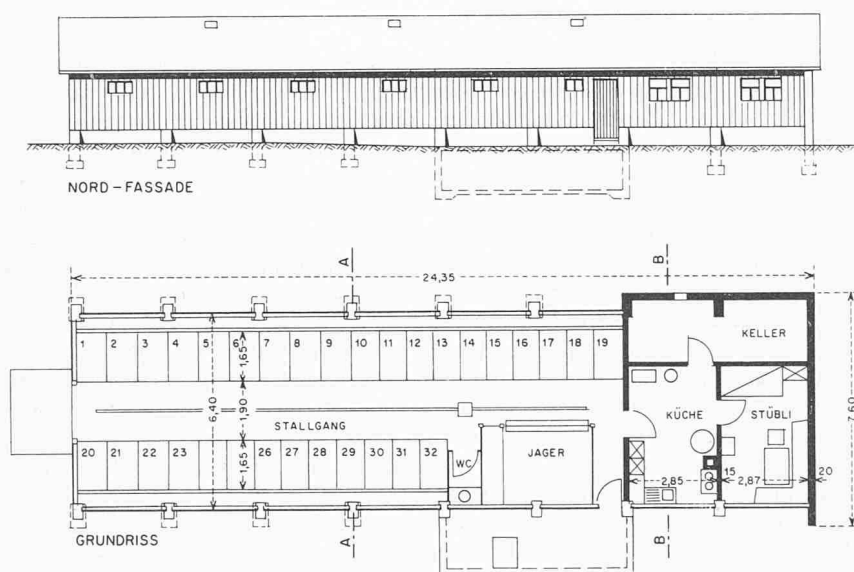 NORD-FASSADE
A B
24,35
1 2 3 4 5 6 7 8 9 10 11 12 13 14 15 16 17 18 19
KELLER
1,65
6,40
1,90
7,60
STALLGANG
KÜCHE
STÜBLI
20 21 22 23 26 27 28 29 30 31 32
1,65
WC
JAGER
15
20
2,85
2,87
GRUNDRISS
A B